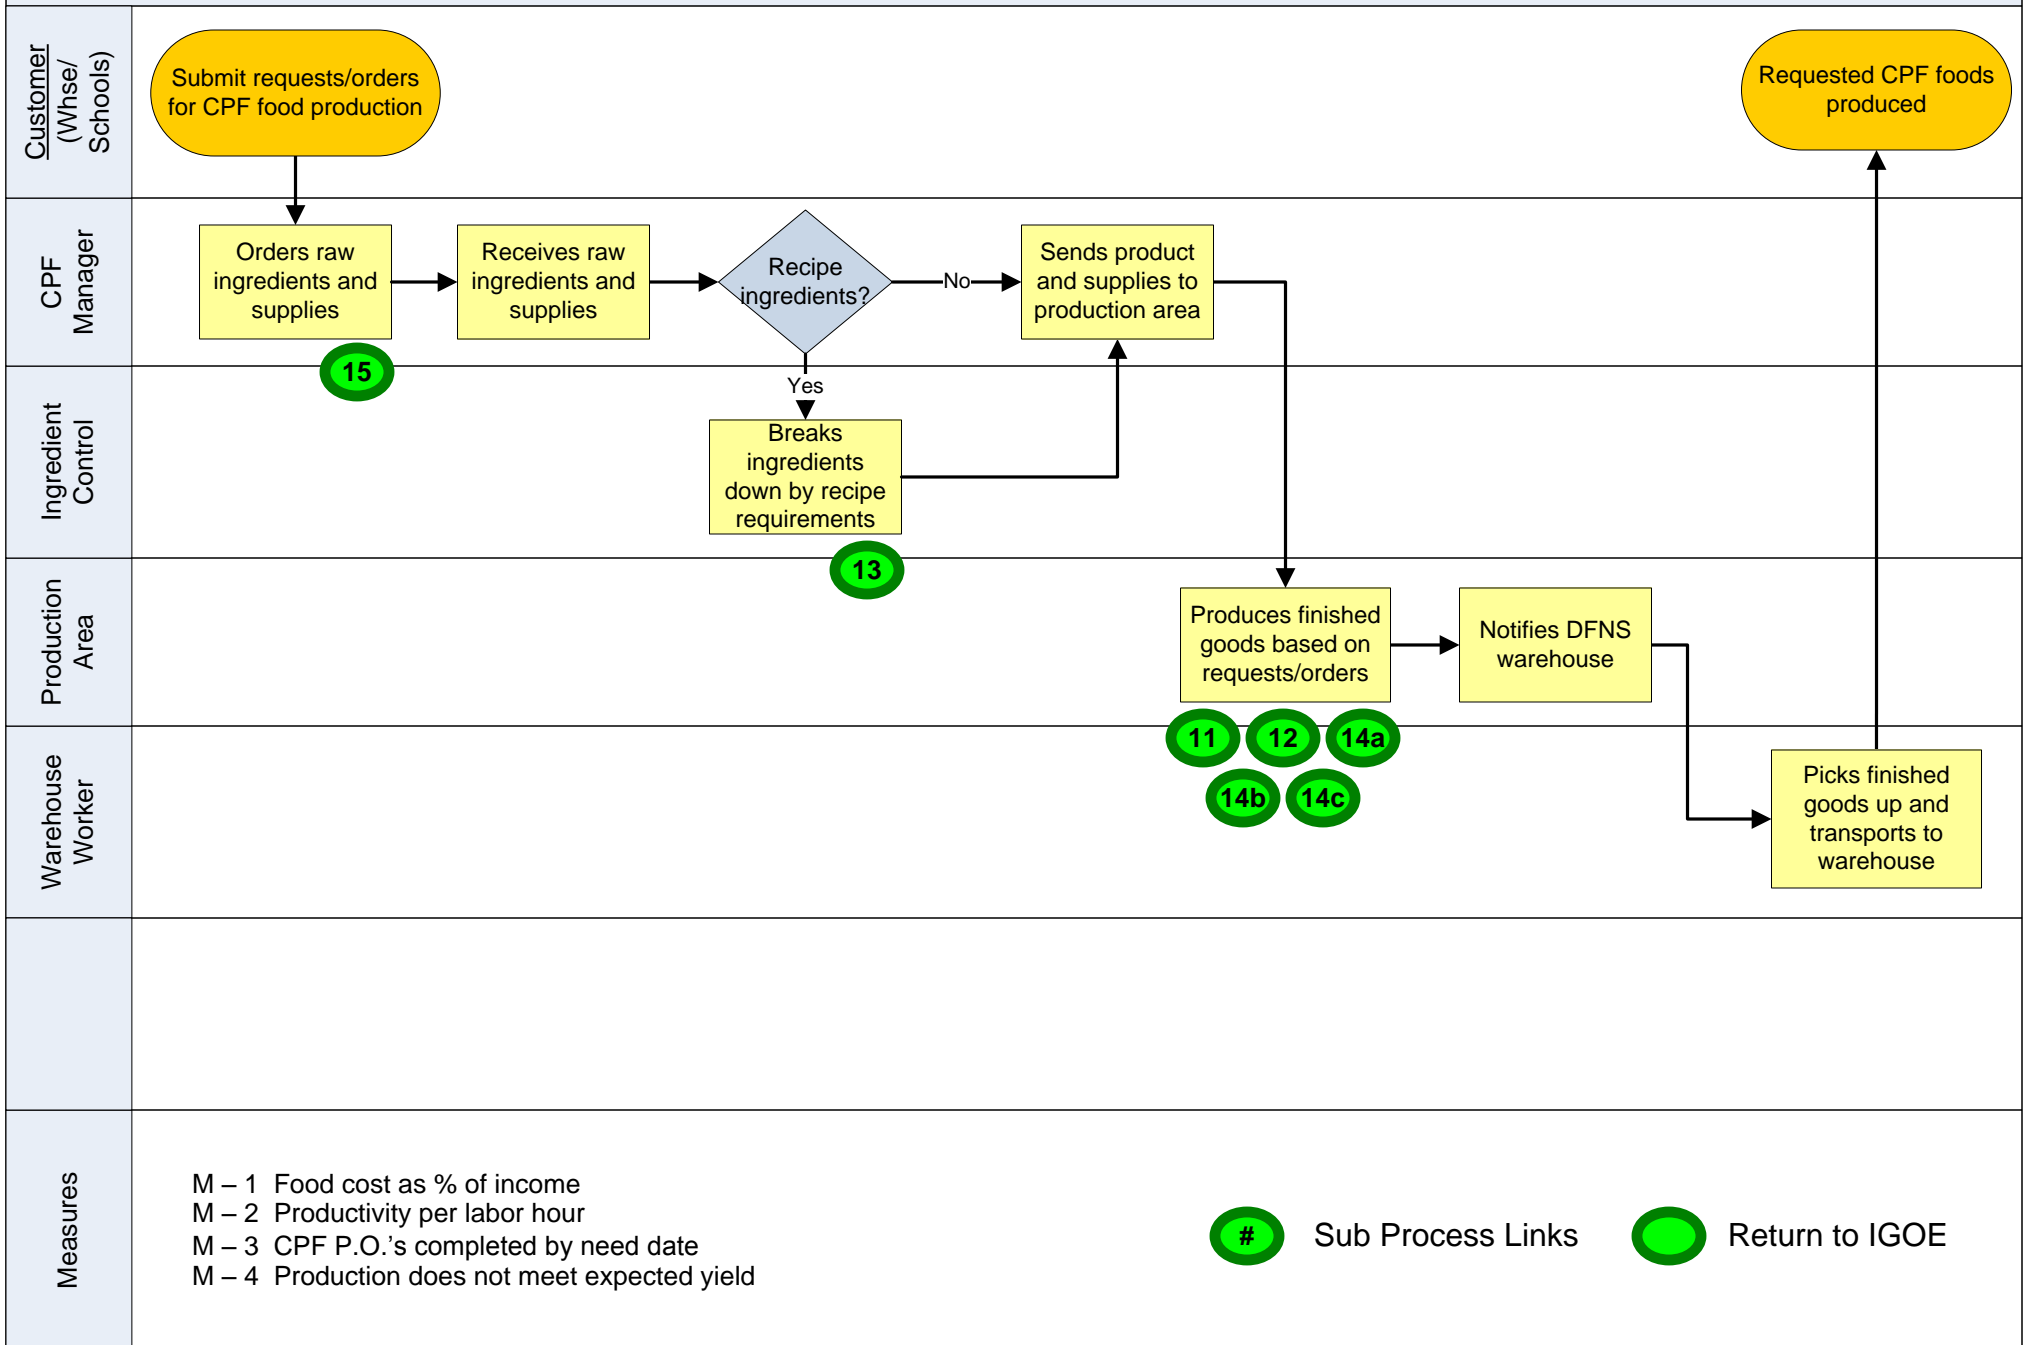 Customer
(Whse/
Schools)
Submit requests/orders
for CPF food production
Requested CPF foods
produced
CPF
Manager
Orders raw
ingredients and
supplies
15
Receives raw
ingredients and
supplies
Recipe
ingredients?
No
Yes
Sends product
and supplies to
production area
Ingredient
Control
Breaks
ingredients
down by recipe
requirements
13
Production
Area
Produces finished
goods based on
requests/orders
Notifies DFNS
warehouse
11
12
14a
14b
14c
Warehouse
Worker
Picks finished
goods up and
transports to
warehouse
Measures
M – 1 Food cost as % of income
M – 2 Productivity per labor hour
M – 3 CPF P.O.'s completed by need date
M – 4 Production does not meet expected yield
# Sub Process Links
Return to IGOE